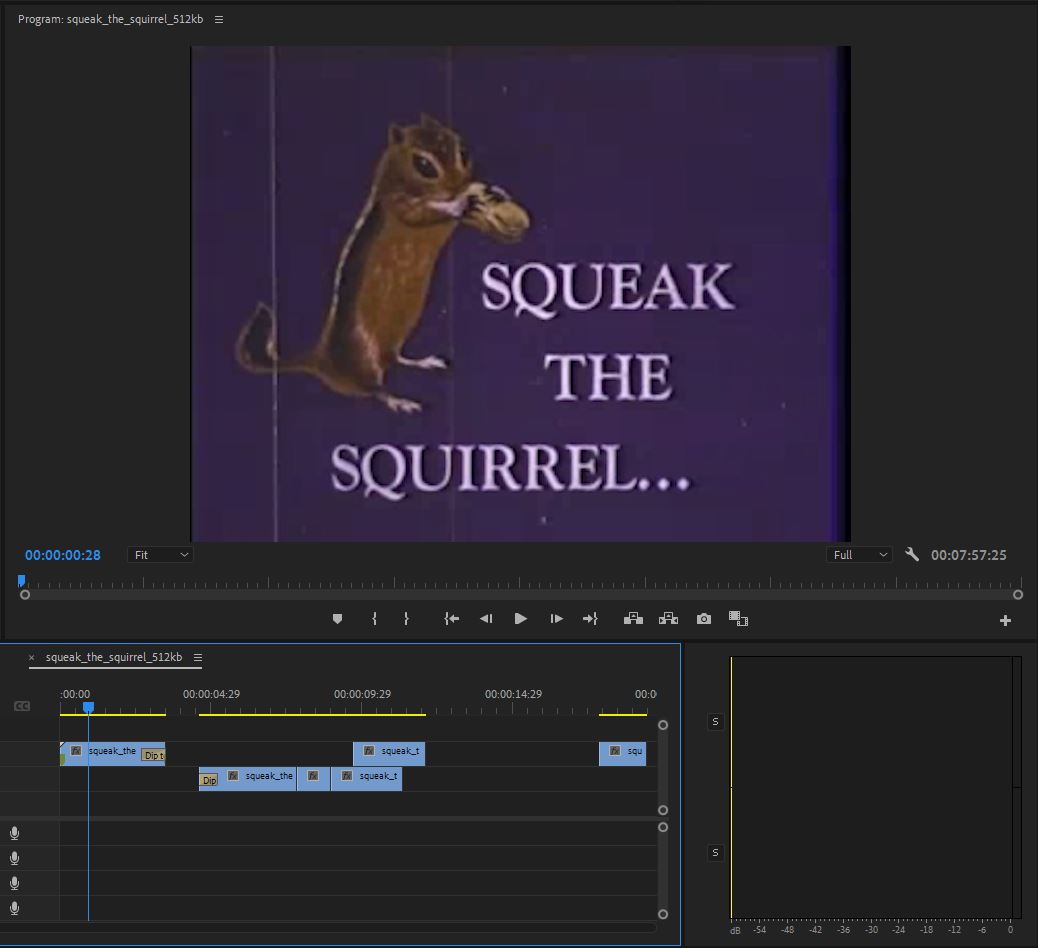 Program: squeak_the_squirrel_512kb
SQUEAK
THE
SQUIRREL...
00:00:00:28
Fit
Full
00:07:57:25
squeak_the_squirrel_512kb
:00:00
00:00:04:29
00:00:09:29
00:00:14:29
00:0
CC
fx squeak_the
Dip t
fx squeak_t
fx squ
Dip
fx squeak_the
fx
fx squeak_t
S
S
dB -54 -48 -42 -36 -30 -24 -18 -12 -6 0